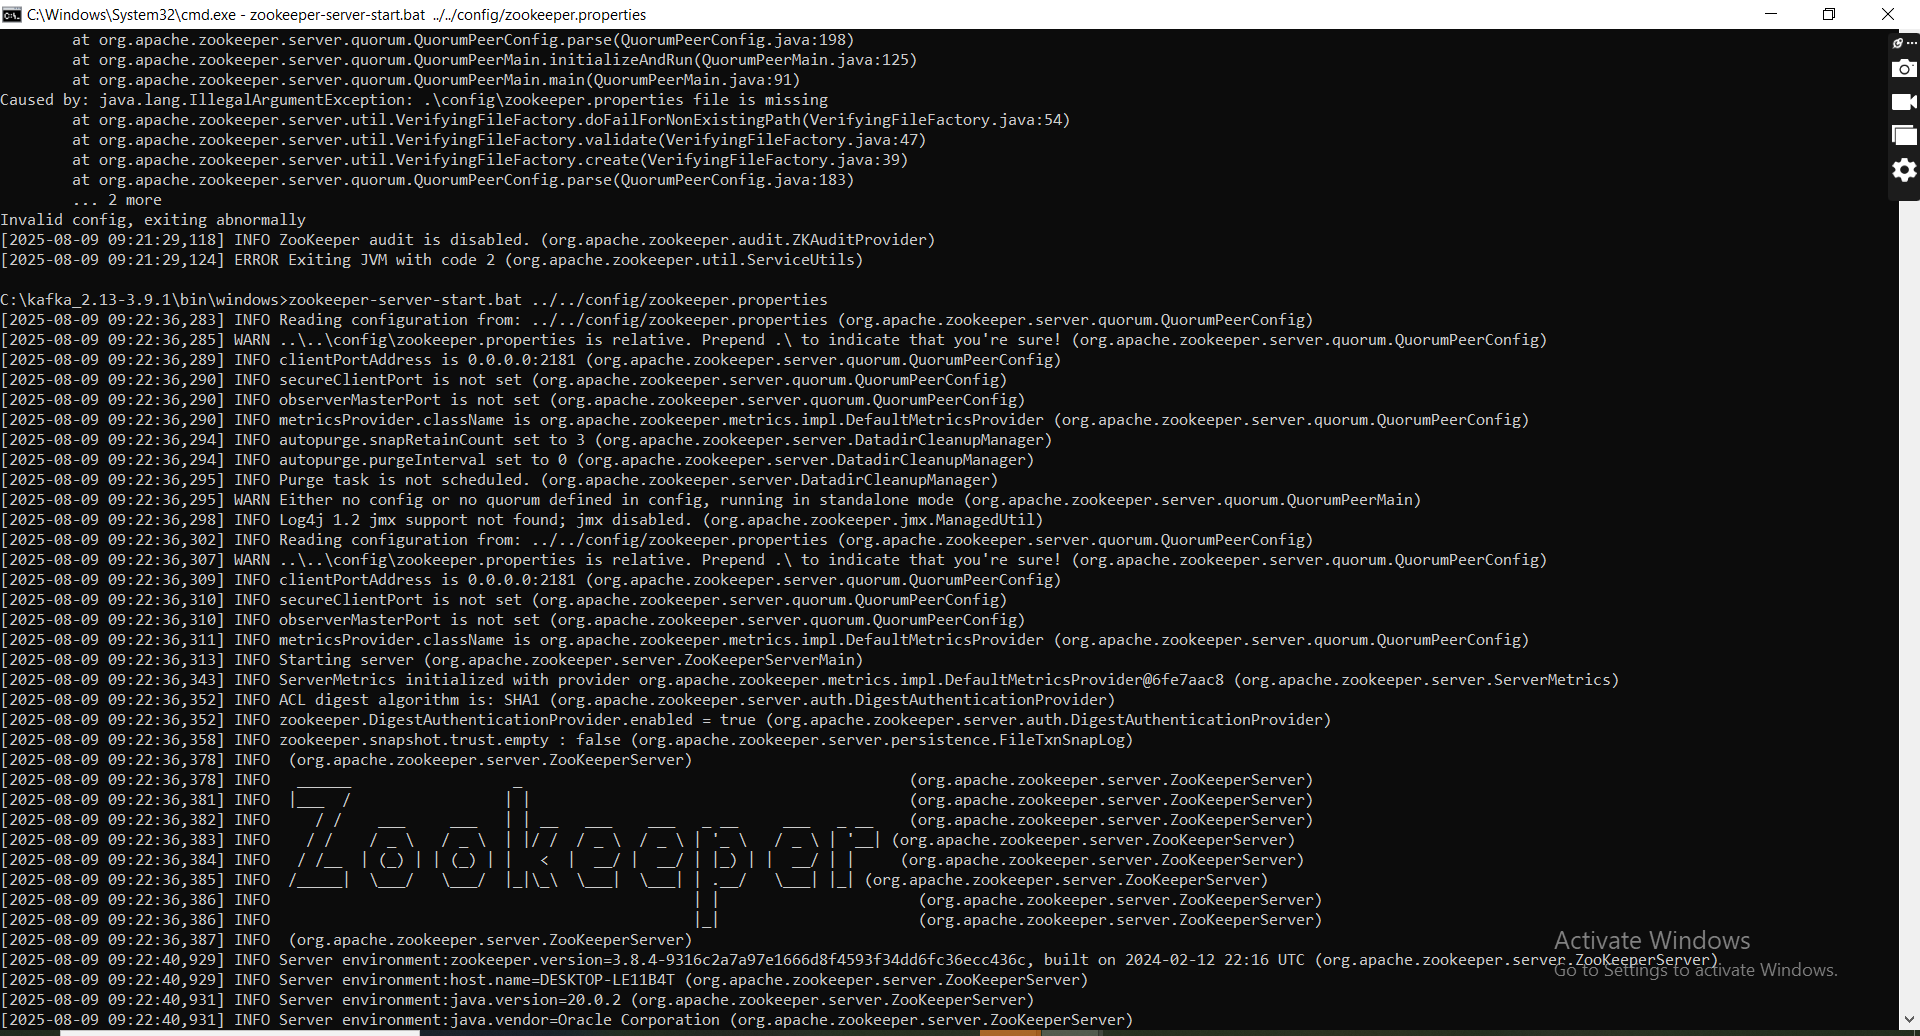 C:\Windows\System32\cmd.exe - zookeeper-server-start.bat ../../config/zookeeper.properties
at org.apache.zookeeper.server.quorum.QuorumPeerConfig.parse(QuorumPeerConfig.java:198)
at org.apache.zookeeper.server.quorum.QuorumPeerMain.initializeAndRun(QuorumPeerMain.java:125)
at org.apache.zookeeper.server.quorum.QuorumPeerMain.main(QuorumPeerMain.java:91)
Caused by: java.lang.IllegalArgumentException: .\config\zookeeper.properties file is missing
at org.apache.zookeeper.server.util.VerifyingFileFactory.doFailForNonExistingPath(VerifyingFileFactory.java:54)
at org.apache.zookeeper.server.util.VerifyingFileFactory.validate(VerifyingFileFactory.java:47)
at org.apache.zookeeper.server.util.VerifyingFileFactory.create(VerifyingFileFactory.java:39)
at org.apache.zookeeper.server.quorum.QuorumPeerConfig.parse(QuorumPeerConfig.java:183)
... 2 more
Invalid config, exiting abnormally
[2025-08-09 09:21:29,118] INFO ZooKeeper audit is disabled. (org.apache.zookeeper.audit.ZKAuditProvider)
[2025-08-09 09:21:29,124] ERROR Exiting JVM with code 2 (org.apache.zookeeper.util.ServiceUtils)
C:\kafka_2.13-3.9.1\bin\windows>zookeeper-server-start.bat ../../config/zookeeper.properties
[2025-08-09 09:22:36,283] INFO Reading configuration from: ../../config/zookeeper.properties (org.apache.zookeeper.server.quorum.QuorumPeerConfig)
[2025-08-09 09:22:36,285] WARN ..\..\config\zookeeper.properties is relative. Prepend .\ to indicate that you're sure! (org.apache.zookeeper.server.quorum.QuorumPeerConfig)
[2025-08-09 09:22:36,289] INFO clientPortAddress is 0.0.0.0:2181 (org.apache.zookeeper.server.quorum.QuorumPeerConfig)
[2025-08-09 09:22:36,290] INFO secureClientPort is not set (org.apache.zookeeper.server.quorum.QuorumPeerConfig)
[2025-08-09 09:22:36,290] INFO observerMasterPort is not set (org.apache.zookeeper.server.quorum.QuorumPeerConfig)
[2025-08-09 09:22:36,290] INFO metricsProvider.className is org.apache.zookeeper.metrics.impl.DefaultMetricsProvider (org.apache.zookeeper.server.quorum.QuorumPeerConfig)
[2025-08-09 09:22:36,294] INFO autopurge.snapRetainCount set to 3 (org.apache.zookeeper.server.DatadirCleanupManager)
[2025-08-09 09:22:36,294] INFO autopurge.purgeInterval set to 0 (org.apache.zookeeper.server.DatadirCleanupManager)
[2025-08-09 09:22:36,295] INFO Purge task is not scheduled. (org.apache.zookeeper.server.DatadirCleanupManager)
[2025-08-09 09:22:36,295] WARN Either no config or no quorum defined in config, running in standalone mode (org.apache.zookeeper.server.quorum.QuorumPeerMain)
[2025-08-09 09:22:36,298] INFO Log4j 1.2 jmx support not found; jmx disabled. (org.apache.zookeeper.jmx.ManagedUtil)
[2025-08-09 09:22:36,302] INFO Reading configuration from: ../../config/zookeeper.properties (org.apache.zookeeper.server.quorum.QuorumPeerConfig)
[2025-08-09 09:22:36,307] WARN ..\..\config\zookeeper.properties is relative. Prepend .\ to indicate that you're sure! (org.apache.zookeeper.server.quorum.QuorumPeerConfig)
[2025-08-09 09:22:36,309] INFO clientPortAddress is 0.0.0.0:2181 (org.apache.zookeeper.server.quorum.QuorumPeerConfig)
[2025-08-09 09:22:36,310] INFO secureClientPort is not set (org.apache.zookeeper.server.quorum.QuorumPeerConfig)
[2025-08-09 09:22:36,310] INFO observerMasterPort is not set (org.apache.zookeeper.server.quorum.QuorumPeerConfig)
[2025-08-09 09:22:36,311] INFO metricsProvider.className is org.apache.zookeeper.metrics.impl.DefaultMetricsProvider (org.apache.zookeeper.server.quorum.QuorumPeerConfig)
[2025-08-09 09:22:36,313] INFO Starting server (org.apache.zookeeper.server.ZooKeeperServerMain)
[2025-08-09 09:22:36,343] INFO ServerMetrics initialized with provider org.apache.zookeeper.metrics.impl.DefaultMetricsProvider@6fe7aac8 (org.apache.zookeeper.server.ServerMetrics)
[2025-08-09 09:22:36,352] INFO ACL digest algorithm is: SHA1 (org.apache.zookeeper.server.auth.DigestAuthenticationProvider)
[2025-08-09 09:22:36,352] INFO zookeeper.DigestAuthenticationProvider.enabled = true (org.apache.zookeeper.server.auth.DigestAuthenticationProvider)
[2025-08-09 09:22:36,358] INFO zookeeper.snapshot.trust.empty : false (org.apache.zookeeper.server.persistence.FileTxnSnapLog)
[2025-08-09 09:22:36,378] INFO  (org.apache.zookeeper.server.ZooKeeperServer)
[2025-08-09 09:22:36,378] INFO   ______                  _                                           (org.apache.zookeeper.server.ZooKeeperServer)
[2025-08-09 09:22:36,381] INFO  |___  /                 | |                                          (org.apache.zookeeper.server.ZooKeeperServer)
[2025-08-09 09:22:36,382] INFO     / /    ___     ___   | | __   ___    ___   _ __     ___   _ __    (org.apache.zookeeper.server.ZooKeeperServer)
[2025-08-09 09:22:36,383] INFO    / /    / _ \   / _ \  | |/ /  / _ \  / _ \ | '_ \   / _ \ | '__| (org.apache.zookeeper.server.ZooKeeperServer)
[2025-08-09 09:22:36,384] INFO   / /__  | (_) | | (_) | |   <  |  __/ |  __/ | |_) | |  __/ | |     (org.apache.zookeeper.server.ZooKeeperServer)
[2025-08-09 09:22:36,385] INFO  /_____|  \___/   \___/  |_|\_\  \___|  \___| | .__/   \___| |_| (org.apache.zookeeper.server.ZooKeeperServer)
[2025-08-09 09:22:36,386] INFO                                               | |                      (org.apache.zookeeper.server.ZooKeeperServer)
[2025-08-09 09:22:36,386] INFO                                               |_|                      (org.apache.zookeeper.server.ZooKeeperServer)
[2025-08-09 09:22:36,387] INFO  (org.apache.zookeeper.server.ZooKeeperServer)
[2025-08-09 09:22:40,929] INFO Server environment:zookeeper.version=3.8.4-9316c2a7a97e1666d8f4593f34dd6fc36ecc436c, built on 2024-02-12 22:16 UTC (org.apache.zookeeper.server.ZooKeeperServer)
[2025-08-09 09:22:40,929] INFO Server environment:host.name=DESKTOP-LE11B4T (org.apache.zookeeper.server.ZooKeeperServer)
[2025-08-09 09:22:40,931] INFO Server environment:java.version=20.0.2 (org.apache.zookeeper.server.ZooKeeperServer)
[2025-08-09 09:22:40,931] INFO Server environment:java.vendor=Oracle Corporation (org.apache.zookeeper.server.ZooKeeperServer)
Activate Windows
Go to Settings to activate Windows.